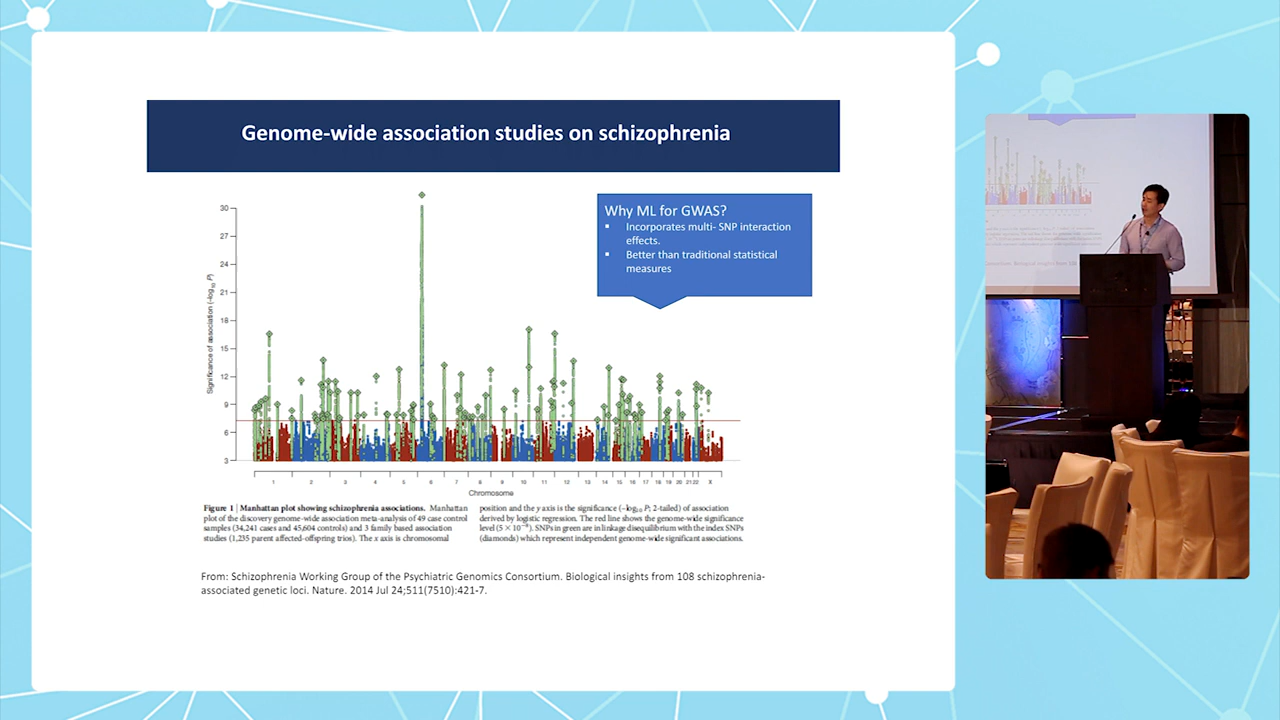 Genome-wide association studies on schizophrenia
Why ML for GWAS?
▪ Incorporates multi- SNP interaction
effects.
▪ Better than traditional statistical
measures
Significance of association (−log10 P)
30
27
24
21
18
15
12
9
6
3
1 2 3 4 5 6 7 8 9 10 11 12 13 14 15 16 17 18 19 20 21 22 X
Chromosome
Figure 1 | Manhattan plot showing schizophrenia associations. Manhattan
plot of the discovery genome-wide association meta-analysis of 49 case control
samples (34,241 cases and 45,604 controls) and 3 family based association
studies (1,235 parent affected-offspring trios). The x axis is chromosomal
position and the y axis is the significance (−log10 P; 2-tailed) of association
derived by logistic regression. The red line shows the genome-wide significance
level (5 × 10−8). SNPs in green are in linkage disequilibrium with the index SNPs
(diamonds) which represent independent genome-wide significant associations.
From: Schizophrenia Working Group of the Psychiatric Genomics Consortium. Biological insights from 108 schizophrenia-
associated genetic loci. Nature. 2014 Jul 24;511(7510):421-7.